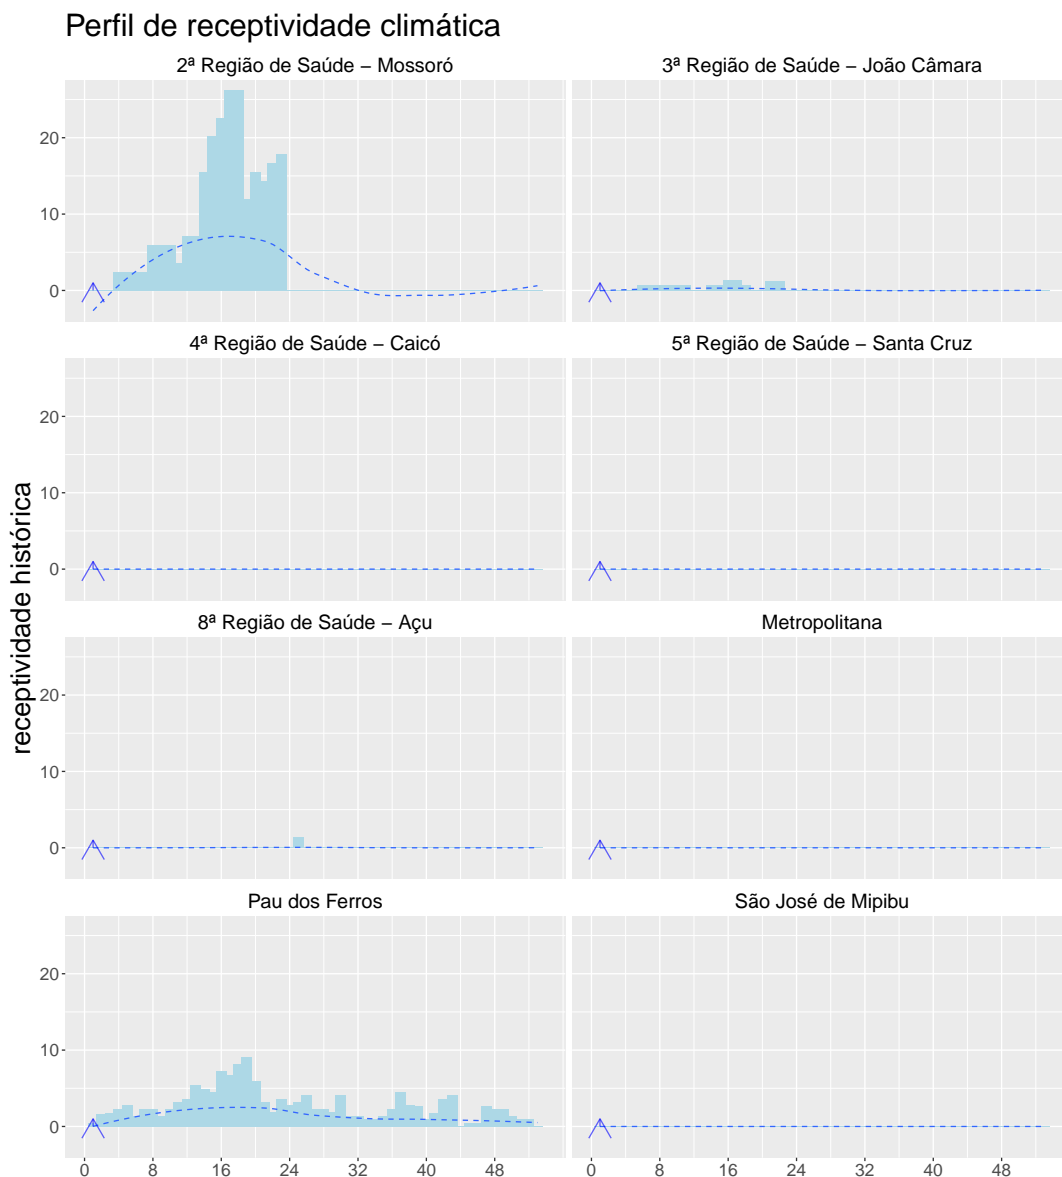 Perfil de receptividade climática
2ª Região de Saúde − Mossoró
3ª Região de Saúde − João Câmara
20
10
0
4ª Região de Saúde − Caicó
5ª Região de Saúde − Santa Cruz
20
10
0
receptividade histórica
8ª Região de Saúde − Açu
Metropolitana
20
10
0
Pau dos Ferros
São José de Mipibu
20
10
0
0 8 16 24 32 40 48
0 8 16 24 32 40 48